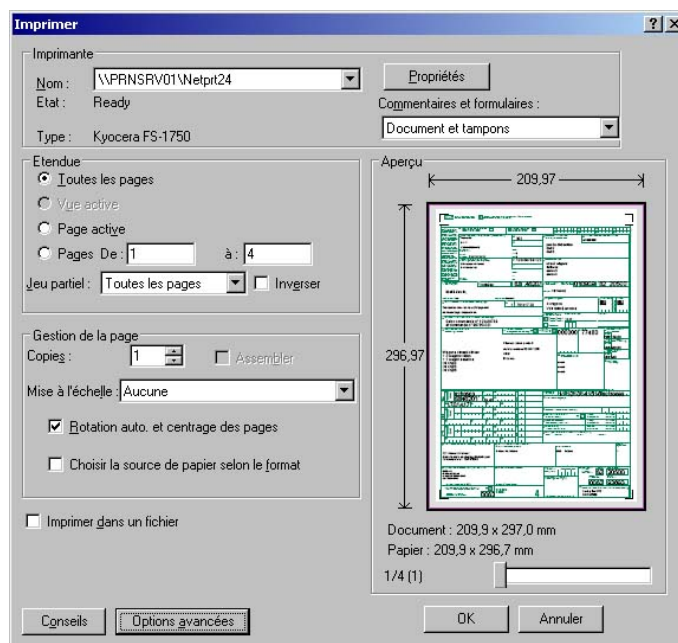 Imprimer
Imprimante
Nom :
\\PRNSRV01\Netprt24
Propriétés
Etat :
Ready
Commentaires et formulaires :
Type :
Kyocera FS-1750
Document et tampons
Etendue
Toutes les pages
Vue active
Page active
Pages De : 1 à : 4
Jeu partiel : Toutes les pages Inverser
Aperçu
209,97
296,97
Gestion de la page
Copies : 1 Assembler
Mise à l'échelle : Aucune
Rotation auto. et centrage des pages
Choisir la source de papier selon le format
Imprimer dans un fichier
Document : 209,9 x 297,0 mm
Papier : 209,9 x 296,7 mm
1/4 (1)
Conseils
Options avancées
OK
Annuler